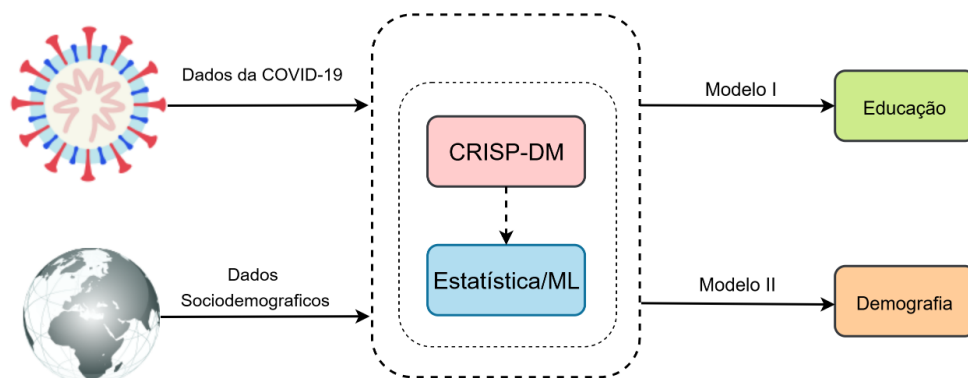 Dados da COVID-19
Modelo I
Educação
CRISP-DM
Estatística/ML
Dados
Sociodemograficos
Modelo II
Demografia